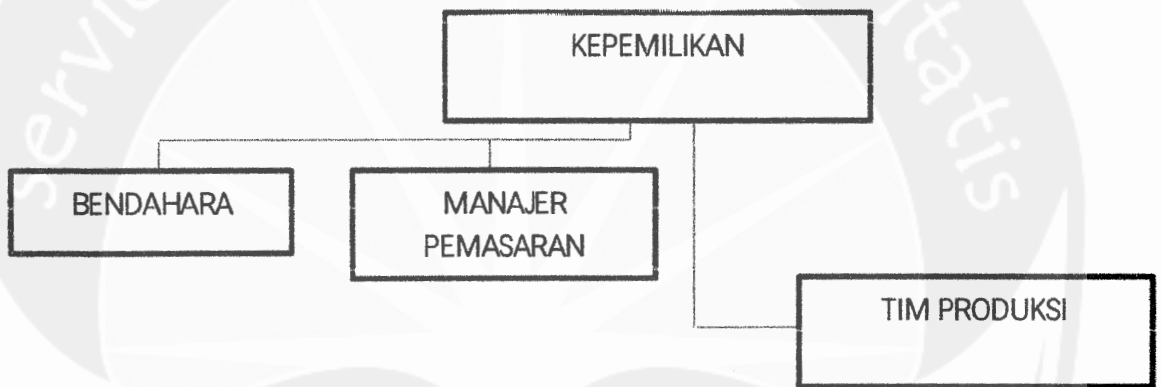 KEPEMILIKAN
BENDAHARA
MANAJER
PEMASARAN
TIM PRODUKSI